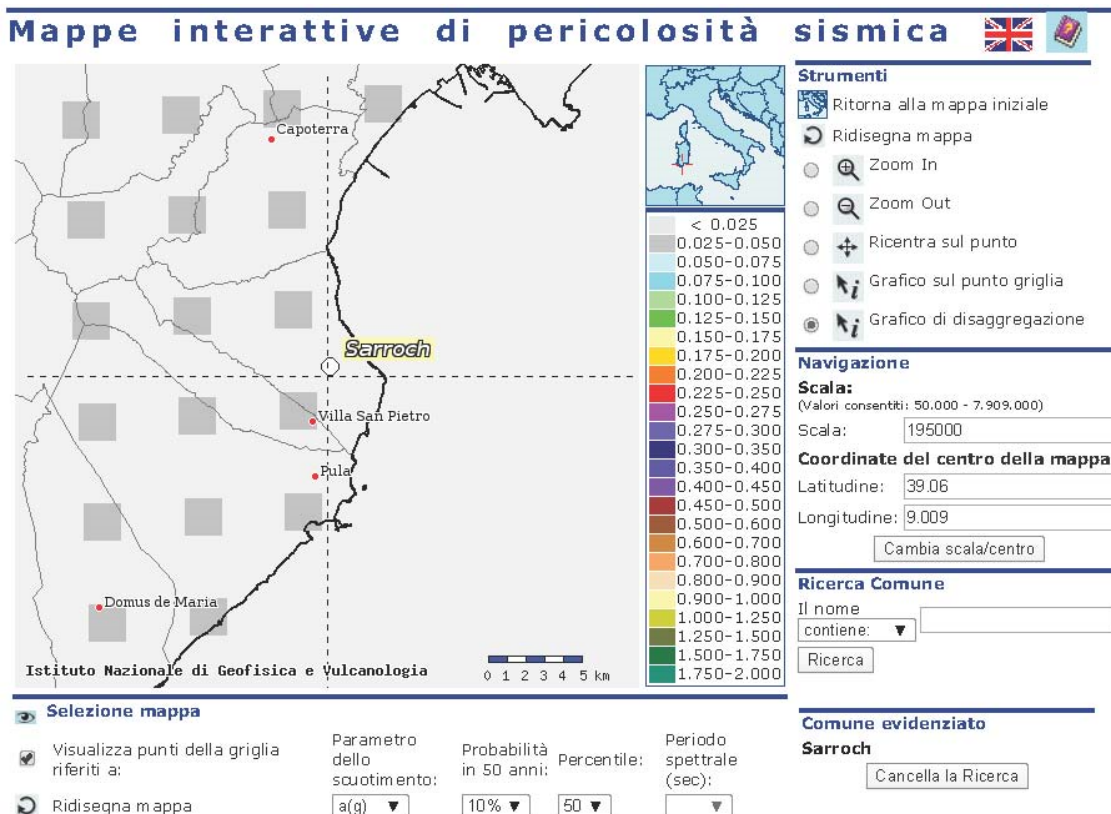 Mappe interattive di pericolosità sismica
Capoterra
Sarroch
Villa San Pietro
Pula
Domus de Maria
Istituto Nazionale di Geofisica e Vulcanologia
0 1 2 3 4 5 km
< 0.025
0.025-0.050
0.050-0.075
0.075-0.100
0.100-0.125
0.125-0.150
0.150-0.175
0.175-0.200
0.200-0.225
0.225-0.250
0.250-0.275
0.275-0.300
0.300-0.350
0.350-0.400
0.400-0.450
0.450-0.500
0.500-0.600
0.600-0.700
0.700-0.800
0.800-0.900
0.900-1.000
1.000-1.250
1.250-1.500
1.500-1.750
1.750-2.000
Strumenti
Ritorna alla mappa iniziale
Ridisegna mappa
Zoom In
Zoom Out
Ricentra sul punto
Grafico sul punto griglia
Grafico di disaggregazione
Navigazione
Scala:
(Valori consentiti: 50.000 - 7.909.000)
Scala: 195000
Coordinate del centro della mappa
Latitudine: 39.06
Longitudine: 9.009
Cambia scala/centro
Ricerca Comune
Il nome
contiene:
Ricerca
Selezione mappa
Visualizza punti della griglia
riferiti a:
Ridisegna mappa
Parametro
dello
scuotimento:
a(g)
Probabilità
in 50 anni:
10%
Percentile:
50
Periodo
spettrale
(sec):
Comune evidenziato
Sarroch
Cancella la Ricerca